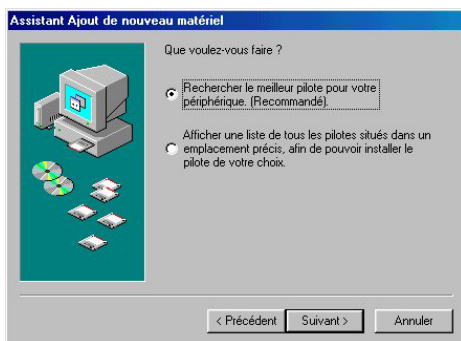 Assistant Ajout de nouveau matériel
Que voulez-vous faire ?
Rechercher le meilleur pilote pour votre
périphérique. (Recommandé).
Afficher une liste de tous les pilotes situés dans un
emplacement précis, afin de pouvoir installer le
pilote de votre choix.
< Précédent
Suivant >
Annuler